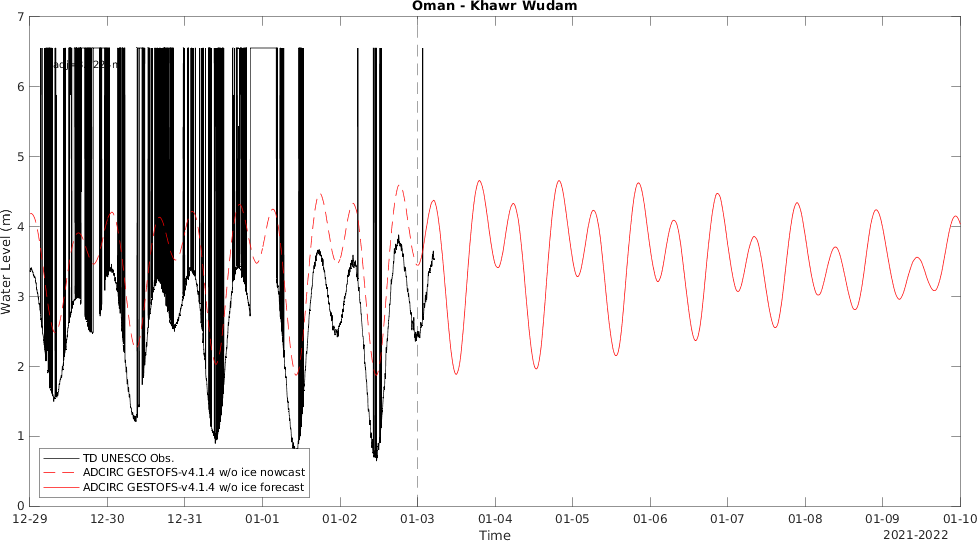 Oman - Khawr Wudam
7
6
5
4
3
2
1
0
Water Level (m)
TD UNESCO Obs.
ADCIRC GESTOFS-v4.1.4 w/o ice nowcast
ADCIRC GESTOFS-v4.1.4 w/o ice forecast
12-29 12-30 12-31 01-01 01-02 01-03 01-04 01-05 01-06 01-07 01-08 01-09 01-10
Time
2021-2022